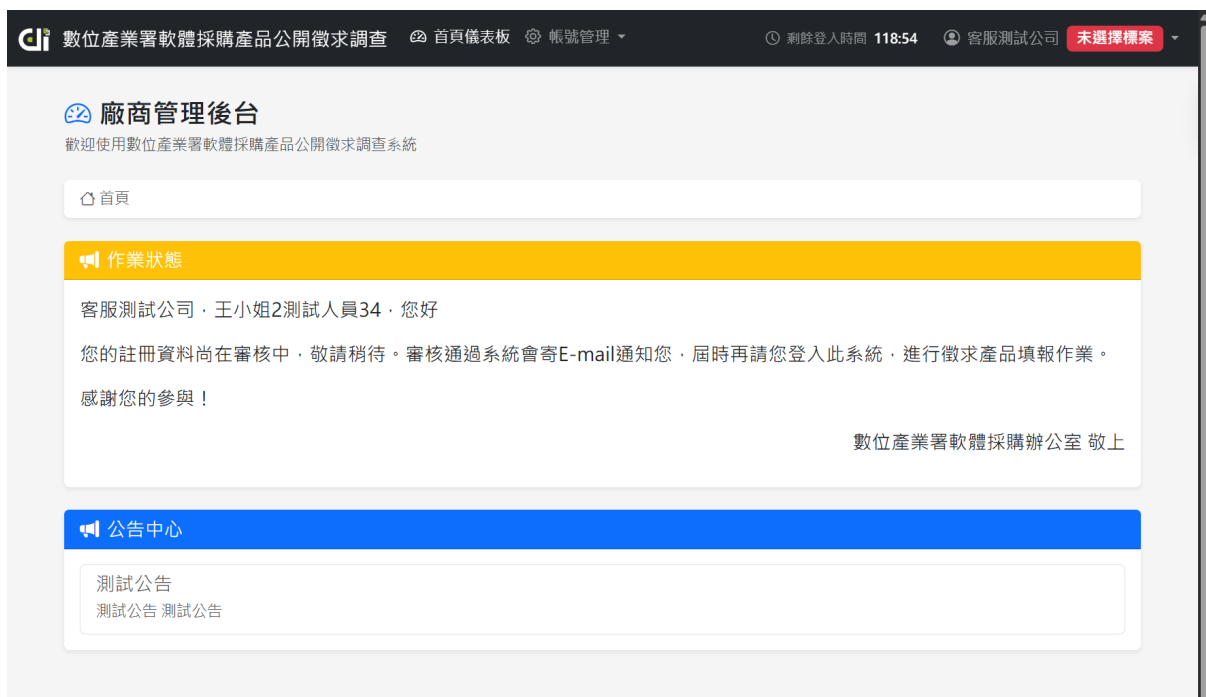 cli 數位產業署軟體採購產品公開徵求調查 首頁儀表板 帳號管理 剩餘登入時間 118:54 客服測試公司 未選擇標案
廠商管理後台
歡迎使用數位產業署軟體採購產品公開徵求調查系統
首頁
作業狀態
客服測試公司，王小姐2測試人員34，您好
您的註冊資料尚在審核中，敬請稍待。審核通過系統會寄E-mail通知您，屆時再請您登入此系統，進行徵求產品填報作業。
感謝您的參與！
數位產業署軟體採購辦公室 敬上
公告中心
測試公告
測試公告 測試公告